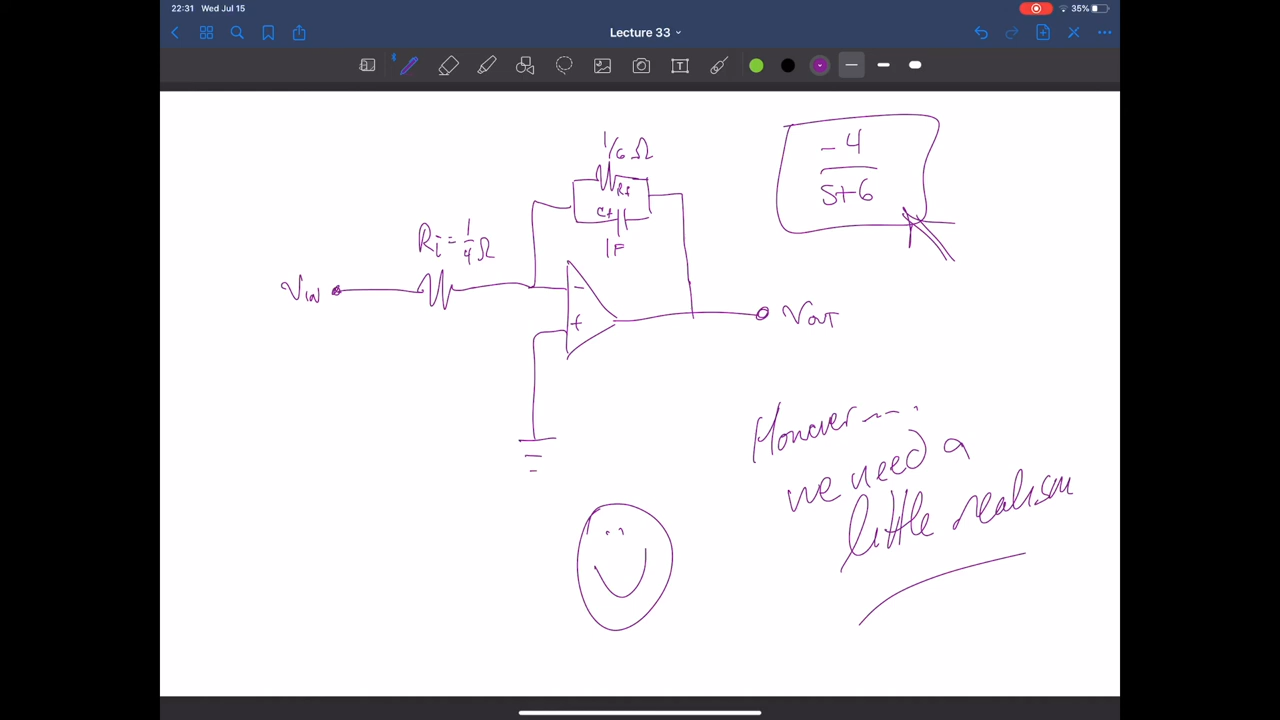 22:31 Wed Jul 15
35%
Lecture 33
T
1/6 Ω
Rf
Cf
1F
Ri = 1/4 Ω
VIN
-
+
VOUT
-4
S+6
However ....
we need a
little realism